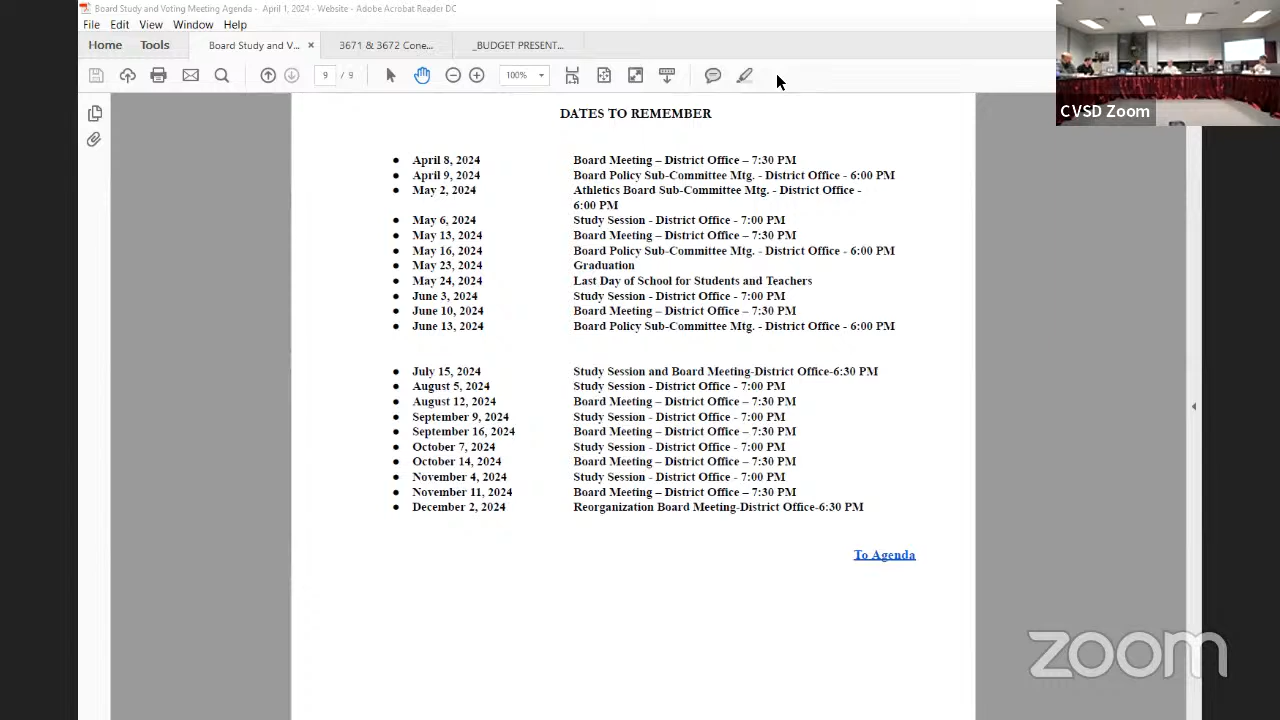 Board Study and Voting Meeting Agenda - April 1, 2024 - Website - Adobe Acrobat Reader DC
File Edit View Window Help
Home Tools Board Study and V... × 3671 & 3672 Cone... _BUDGET PRESENT...
9 / 9 100%
CVSD Zoom
DATES TO REMEMBER
● April 8, 2024 Board Meeting – District Office – 7:30 PM
● April 9, 2024 Board Policy Sub-Committee Mtg. - District Office - 6:00 PM
● May 2, 2024 Athletics Board Sub-Committee Mtg. - District Office -
6:00 PM
● May 6, 2024 Study Session - District Office - 7:00 PM
● May 13, 2024 Board Meeting – District Office – 7:30 PM
● May 16, 2024 Board Policy Sub-Committee Mtg. - District Office - 6:00 PM
● May 23, 2024 Graduation
● May 24, 2024 Last Day of School for Students and Teachers
● June 3, 2024 Study Session - District Office - 7:00 PM
● June 10, 2024 Board Meeting – District Office – 7:30 PM
● June 13, 2024 Board Policy Sub-Committee Mtg. - District Office - 6:00 PM
● July 15, 2024 Study Session and Board Meeting-District Office-6:30 PM
● August 5, 2024 Study Session - District Office - 7:00 PM
● August 12, 2024 Board Meeting – District Office – 7:30 PM
● September 9, 2024 Study Session - District Office - 7:00 PM
● September 16, 2024 Board Meeting – District Office – 7:30 PM
● October 7, 2024 Study Session - District Office - 7:00 PM
● October 14, 2024 Board Meeting – District Office – 7:30 PM
● November 4, 2024 Study Session - District Office - 7:00 PM
● November 11, 2024 Board Meeting – District Office – 7:30 PM
● December 2, 2024 Reorganization Board Meeting-District Office-6:30 PM
To Agenda
zoom